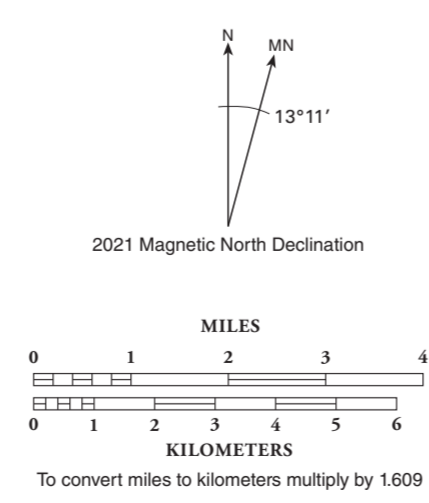 N
MN
13°11′
2021 Magnetic North Declination
MILES
0 1 2 3 4
0 1 2 3 4 5 6
KILOMETERS
To convert miles to kilometers multiply by 1.609